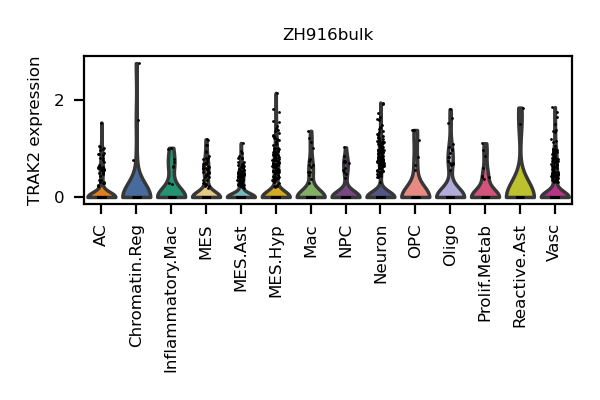 ZH916bulk
TRAK2 expression
2
0
AC
Chromatin.Reg
Inflammatory.Mac
MES
MES.Ast
MES.Hyp
Mac
NPC
Neuron
OPC
Oligo
Prolif.Metab
Reactive.Ast
Vasc